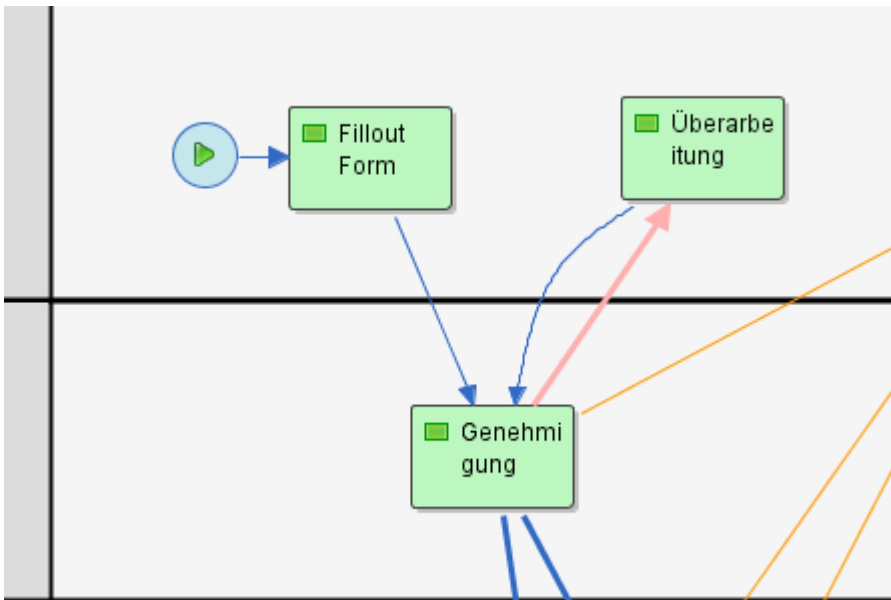 Fillout
Form
Überarbe
itung
Genehmi
gung